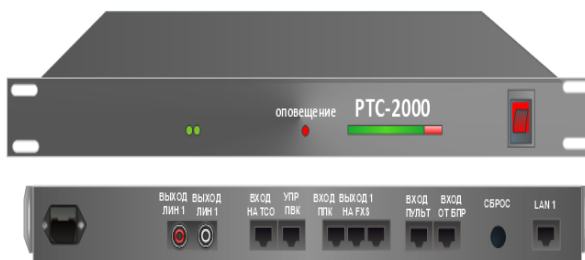 оповещение РТС-2000
ВЫХОД ВЫХОД ВХОД УПР ВХОД ВЫХОД 1 ВХОД ВХОД СБРОС LAN 1
ЛИН 1 ЛИН 1 НА ТСО ПВК ППК НА FXS ПУЛЬТ ОТ БПР